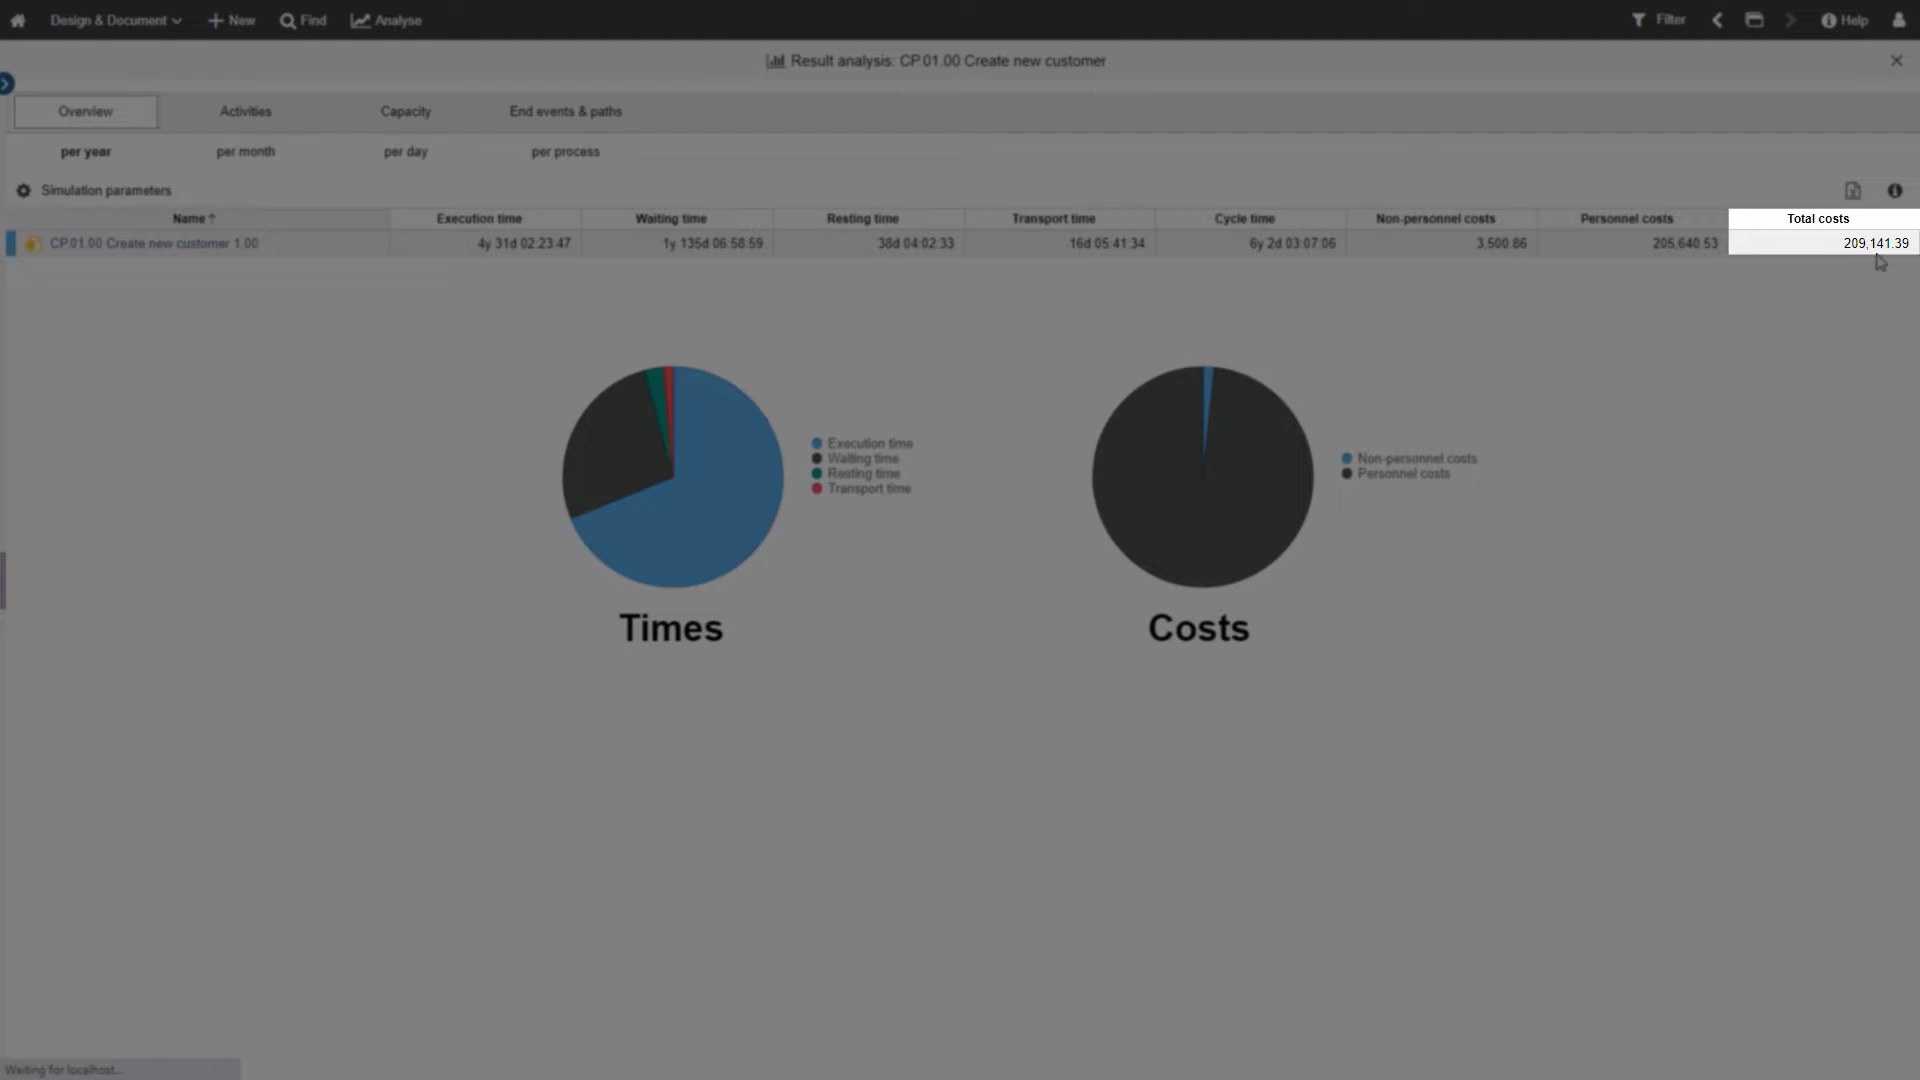 Design & Document New Find Analyse Filter Help
Result analysis: CP.01.00 Create new customer
Overview Activities Capacity End events & paths
per year per month per day per process
Simulation parameters
Name Execution time Waiting time Resting time Transport time Cycle time Non-personnel costs Personnel costs Total costs
CP.01.00 Create new customer 1.00 4y 31d 02:23:47 1y 135d 06:58:59 38d 04:02:33 16d 05:41:34 6y 2d 03:07:06 3,500.86 205,640.53 209,141.39
Execution time
Waiting time
Resting time
Transport time
Non-personnel costs
Personnel costs
Times
Costs
Waiting for localhost...